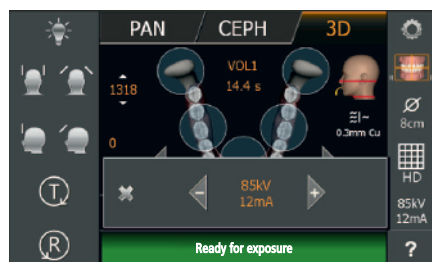 PAN
CEPH
3D
VOL1
14.4 s
1318
0
0.3mm Cu
8cm
HD
85kV
12mA
85kV
12mA
T
R
Ready for exposure
?